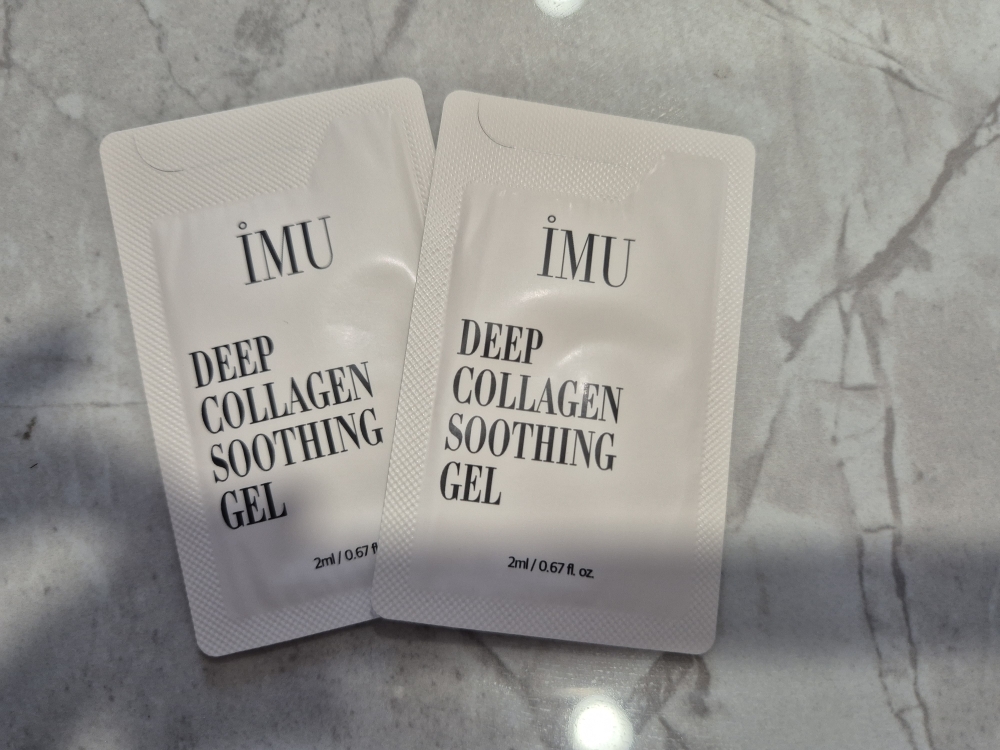 İMU
DEEP
COLLAGEN
SOOTHING
GEL
2ml / 0.67 fl
İMU
DEEP
COLLAGEN
SOOTHING
GEL
2ml / 0.67 fl. oz.